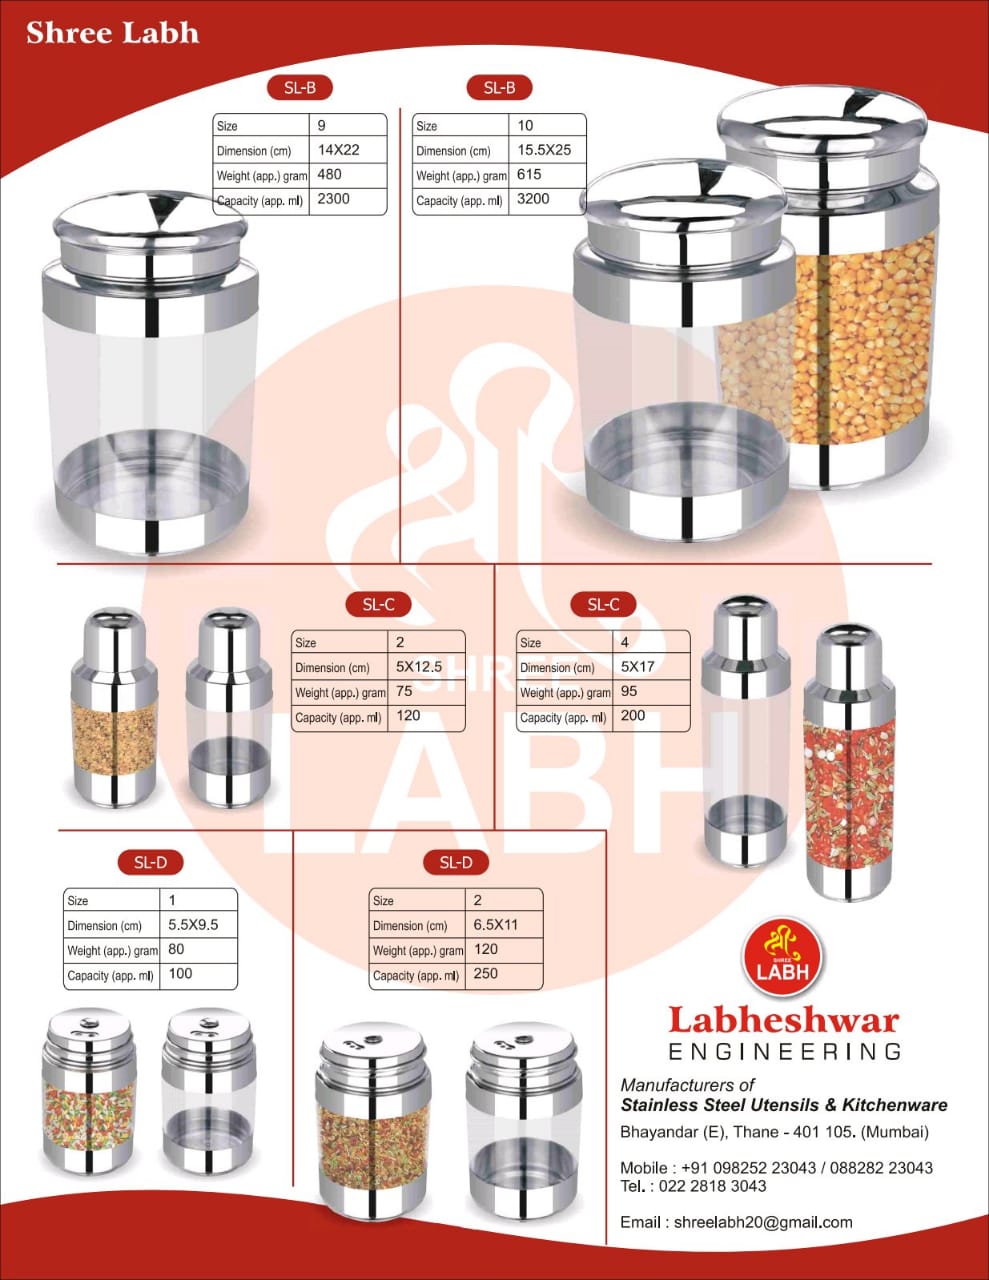 Shree Labh
SL-B
Size 9
Dimension (cm) 14X22
Weight (app.) gram 480
Capacity (app. ml) 2300
SL-B
Size 10
Dimension (cm) 15.5X25
Weight (app.) gram 615
Capacity (app. ml) 3200
श्री
SHREE
LABH
SL-C
Size 2
Dimension (cm) 5X12.5
Weight (app.) gram 75
Capacity (app. ml) 120
SL-C
Size 4
Dimension (cm) 5X17
Weight (app.) gram 95
Capacity (app. ml) 200
SL-D
Size 1
Dimension (cm) 5.5X9.5
Weight (app.) gram 80
Capacity (app. ml) 100
SL-D
Size 2
Dimension (cm) 6.5X11
Weight (app.) gram 120
Capacity (app. ml) 250
श्री
SHREE
LABH
Labheshwar
ENGINEERING
Manufacturers of
Stainless Steel Utensils & Kitchenware
Bhayandar (E), Thane - 401 105. (Mumbai)
Mobile : +91 098252 23043 / 088282 23043
Tel. : 022 2818 3043
Email : shreelabh20@gmail.com